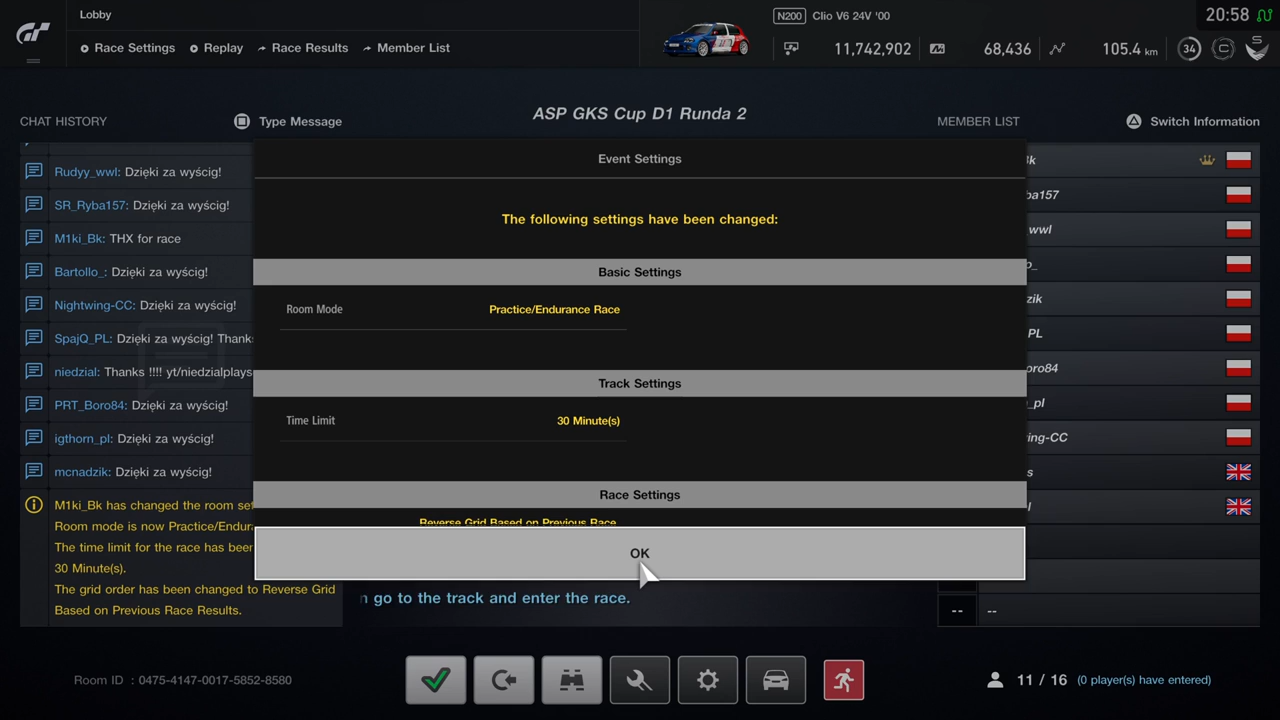 Lobby
N200 Clio V6 24V '00
20:58
Race Settings
Replay
Race Results
Member List
11,742,902
68,436
105.4 km
34
C
S
ASP GKS Cup D1 Runda 2
CHAT HISTORY
Type Message
MEMBER LIST
Switch Information
Event Settings
The following settings have been changed:
Basic Settings
Room Mode
Practice/Endurance Race
Track Settings
Time Limit
30 Minute(s)
Race Settings
Reverse Grid Based on Previous Race
OK
Rudyy_wwl: Dzięki za wyścig!
SR_Ryba157: Dzięki za wyścig!
M1ki_Bk: THX for race
Bartollo_: Dzięki za wyścig!
Nightwing-CC: Dzięki za wyścig!
SpajQ_PL: Dzięki za wyścig! Thank
niedzial: Thanks !!!! yt/niedzialplays
PRT_Boro84: Dzięki za wyścig!
igthorn_pl: Dzięki za wyścig!
mcnadzik: Dzięki za wyścig!
M1ki_Bk has changed the room set
Room mode is now Practice/Endur
The time limit for the race has been
30 Minute(s).
The grid order has been changed to Reverse Grid
Based on Previous Race Results.
n go to the track and enter the race.
ba157
wwl
o_
zik
PL
oro84
_pl
ing-CC
s
l
-- --
Room ID : 0475-4147-0017-5852-8580
11 / 16 (0 player(s) have entered)